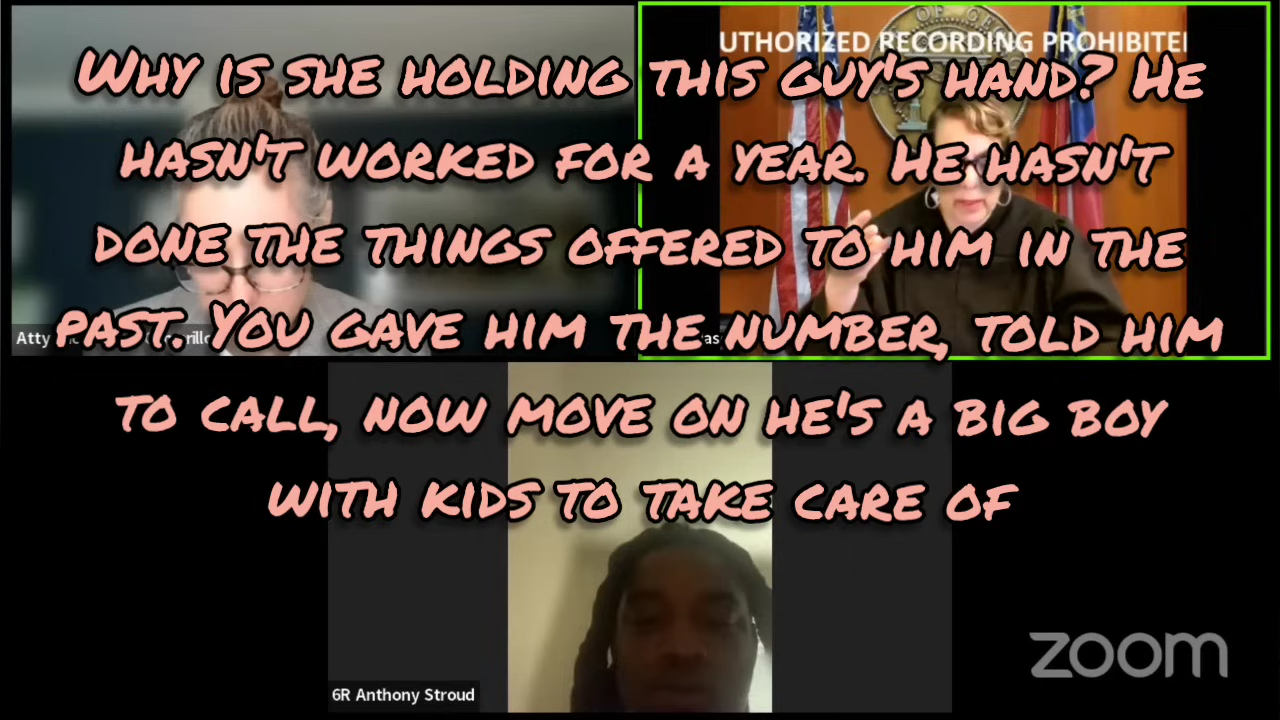 UTHORIZED RECORDING PROHIBITE
WHY IS SHE HOLDING THIS GUY'S HAND? HE
HASN'T WORKED FOR A YEAR. HE HASN'T
DONE THE THINGS OFFERED TO HIM IN THE
PAST. YOU GAVE HIM THE NUMBER, TOLD HIM
TO CALL, NOW MOVE ON HE'S A BIG BOY
WITH KIDS TO TAKE CARE OF
Atty
6R Anthony Stroud
zoom